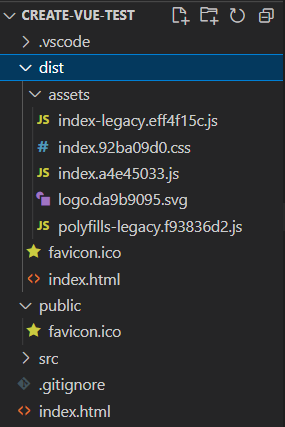 CREATE-VUE-TEST
.vscode
dist
assets
JS index-legacy.eff4f15c.js
# index.92ba09d0.css
JS index.a4e45033.js
logo.da9b9095.svg
JS polyfills-legacy.f93836d2.js
favicon.ico
<> index.html
public
favicon.ico
src
.gitignore
<> index.html